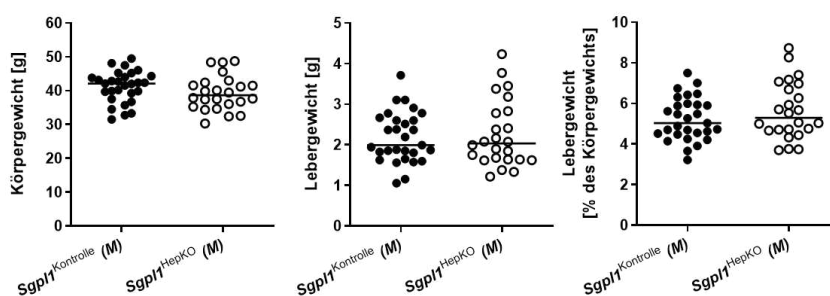 Körpergewicht [g]
60
50
40
30
20
10
0
Sgpl1Kontrolle (M)
Sgpl1HepKO (M)
Lebergewicht [g]
5
4
3
2
1
0
Sgpl1Kontrolle (M)
Sgpl1HepKO (M)
Lebergewicht
[% des Körpergewichts]
10
8
6
4
2
0
Sgpl1Kontrolle (M)
Sgpl1HepKO (M)